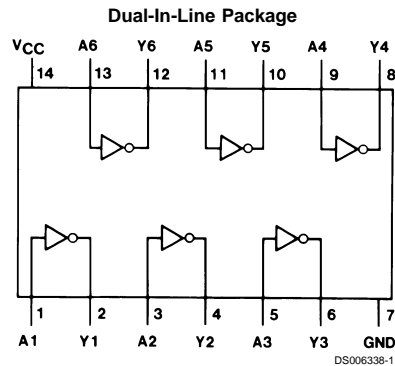 Dual-In-Line Package
VCC A6 Y6 A5 Y5 A4 Y4
14 13 12 11 10 9 8
1 2 3 4 5 6 7
A1 Y1 A2 Y2 A3 Y3 GND
DS006338-1